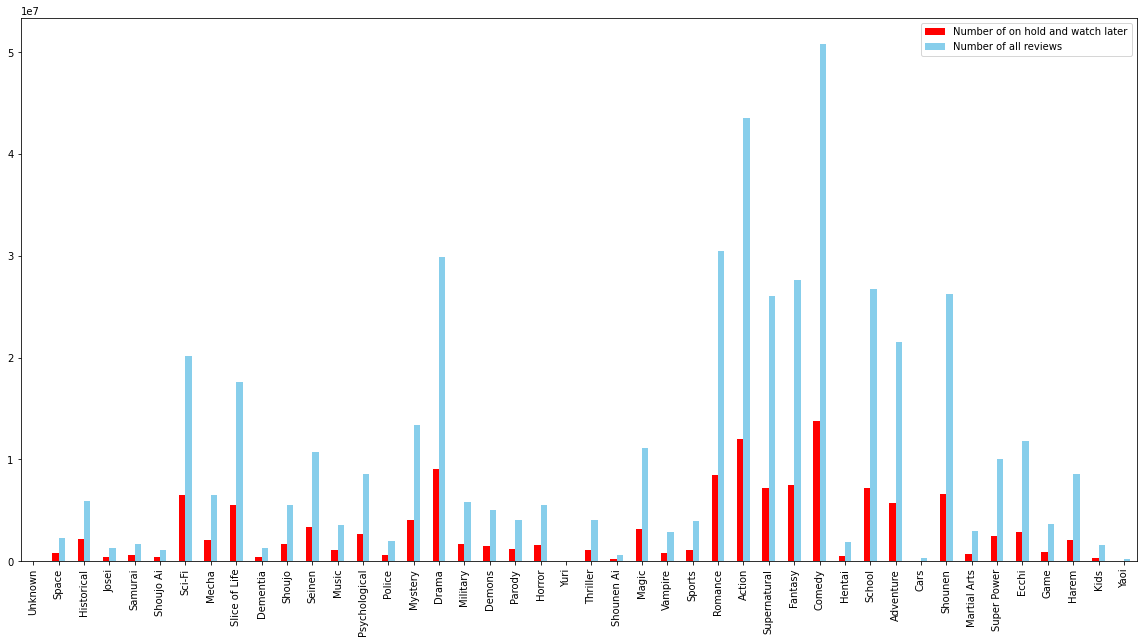 1e7
Number of on hold and watch later
Number of all reviews
5
4
3
2
1
0
Unknown
Space
Historical
Josei
Samurai
Shoujo Ai
Sci-Fi
Mecha
Slice of Life
Dementia
Shoujo
Seinen
Music
Psychological
Police
Mystery
Drama
Military
Demons
Parody
Horror
Yuri
Thriller
Shounen Ai
Magic
Vampire
Sports
Romance
Action
Supernatural
Fantasy
Comedy
Hentai
School
Adventure
Cars
Shounen
Martial Arts
Super Power
Ecchi
Game
Harem
Kids
Yaoi